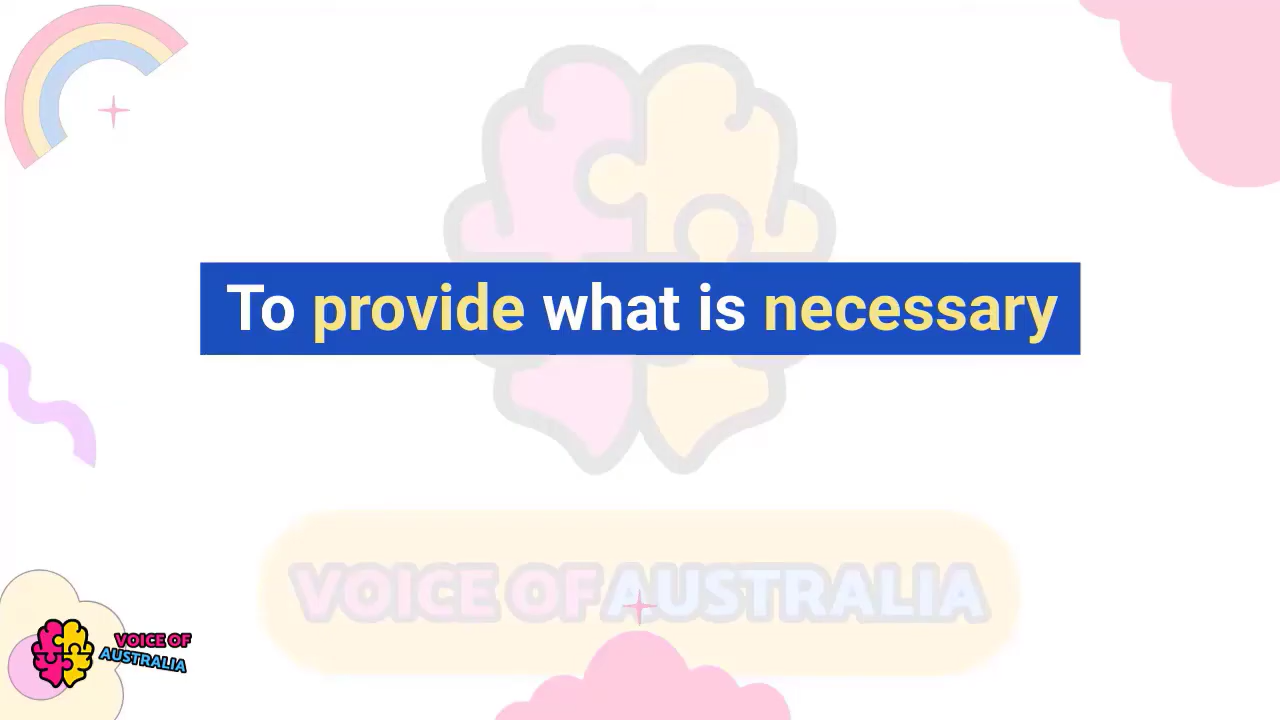 To provide what is necessary
VOICE OF AUSTRALIA
VOICE OF
AUSTRALIA